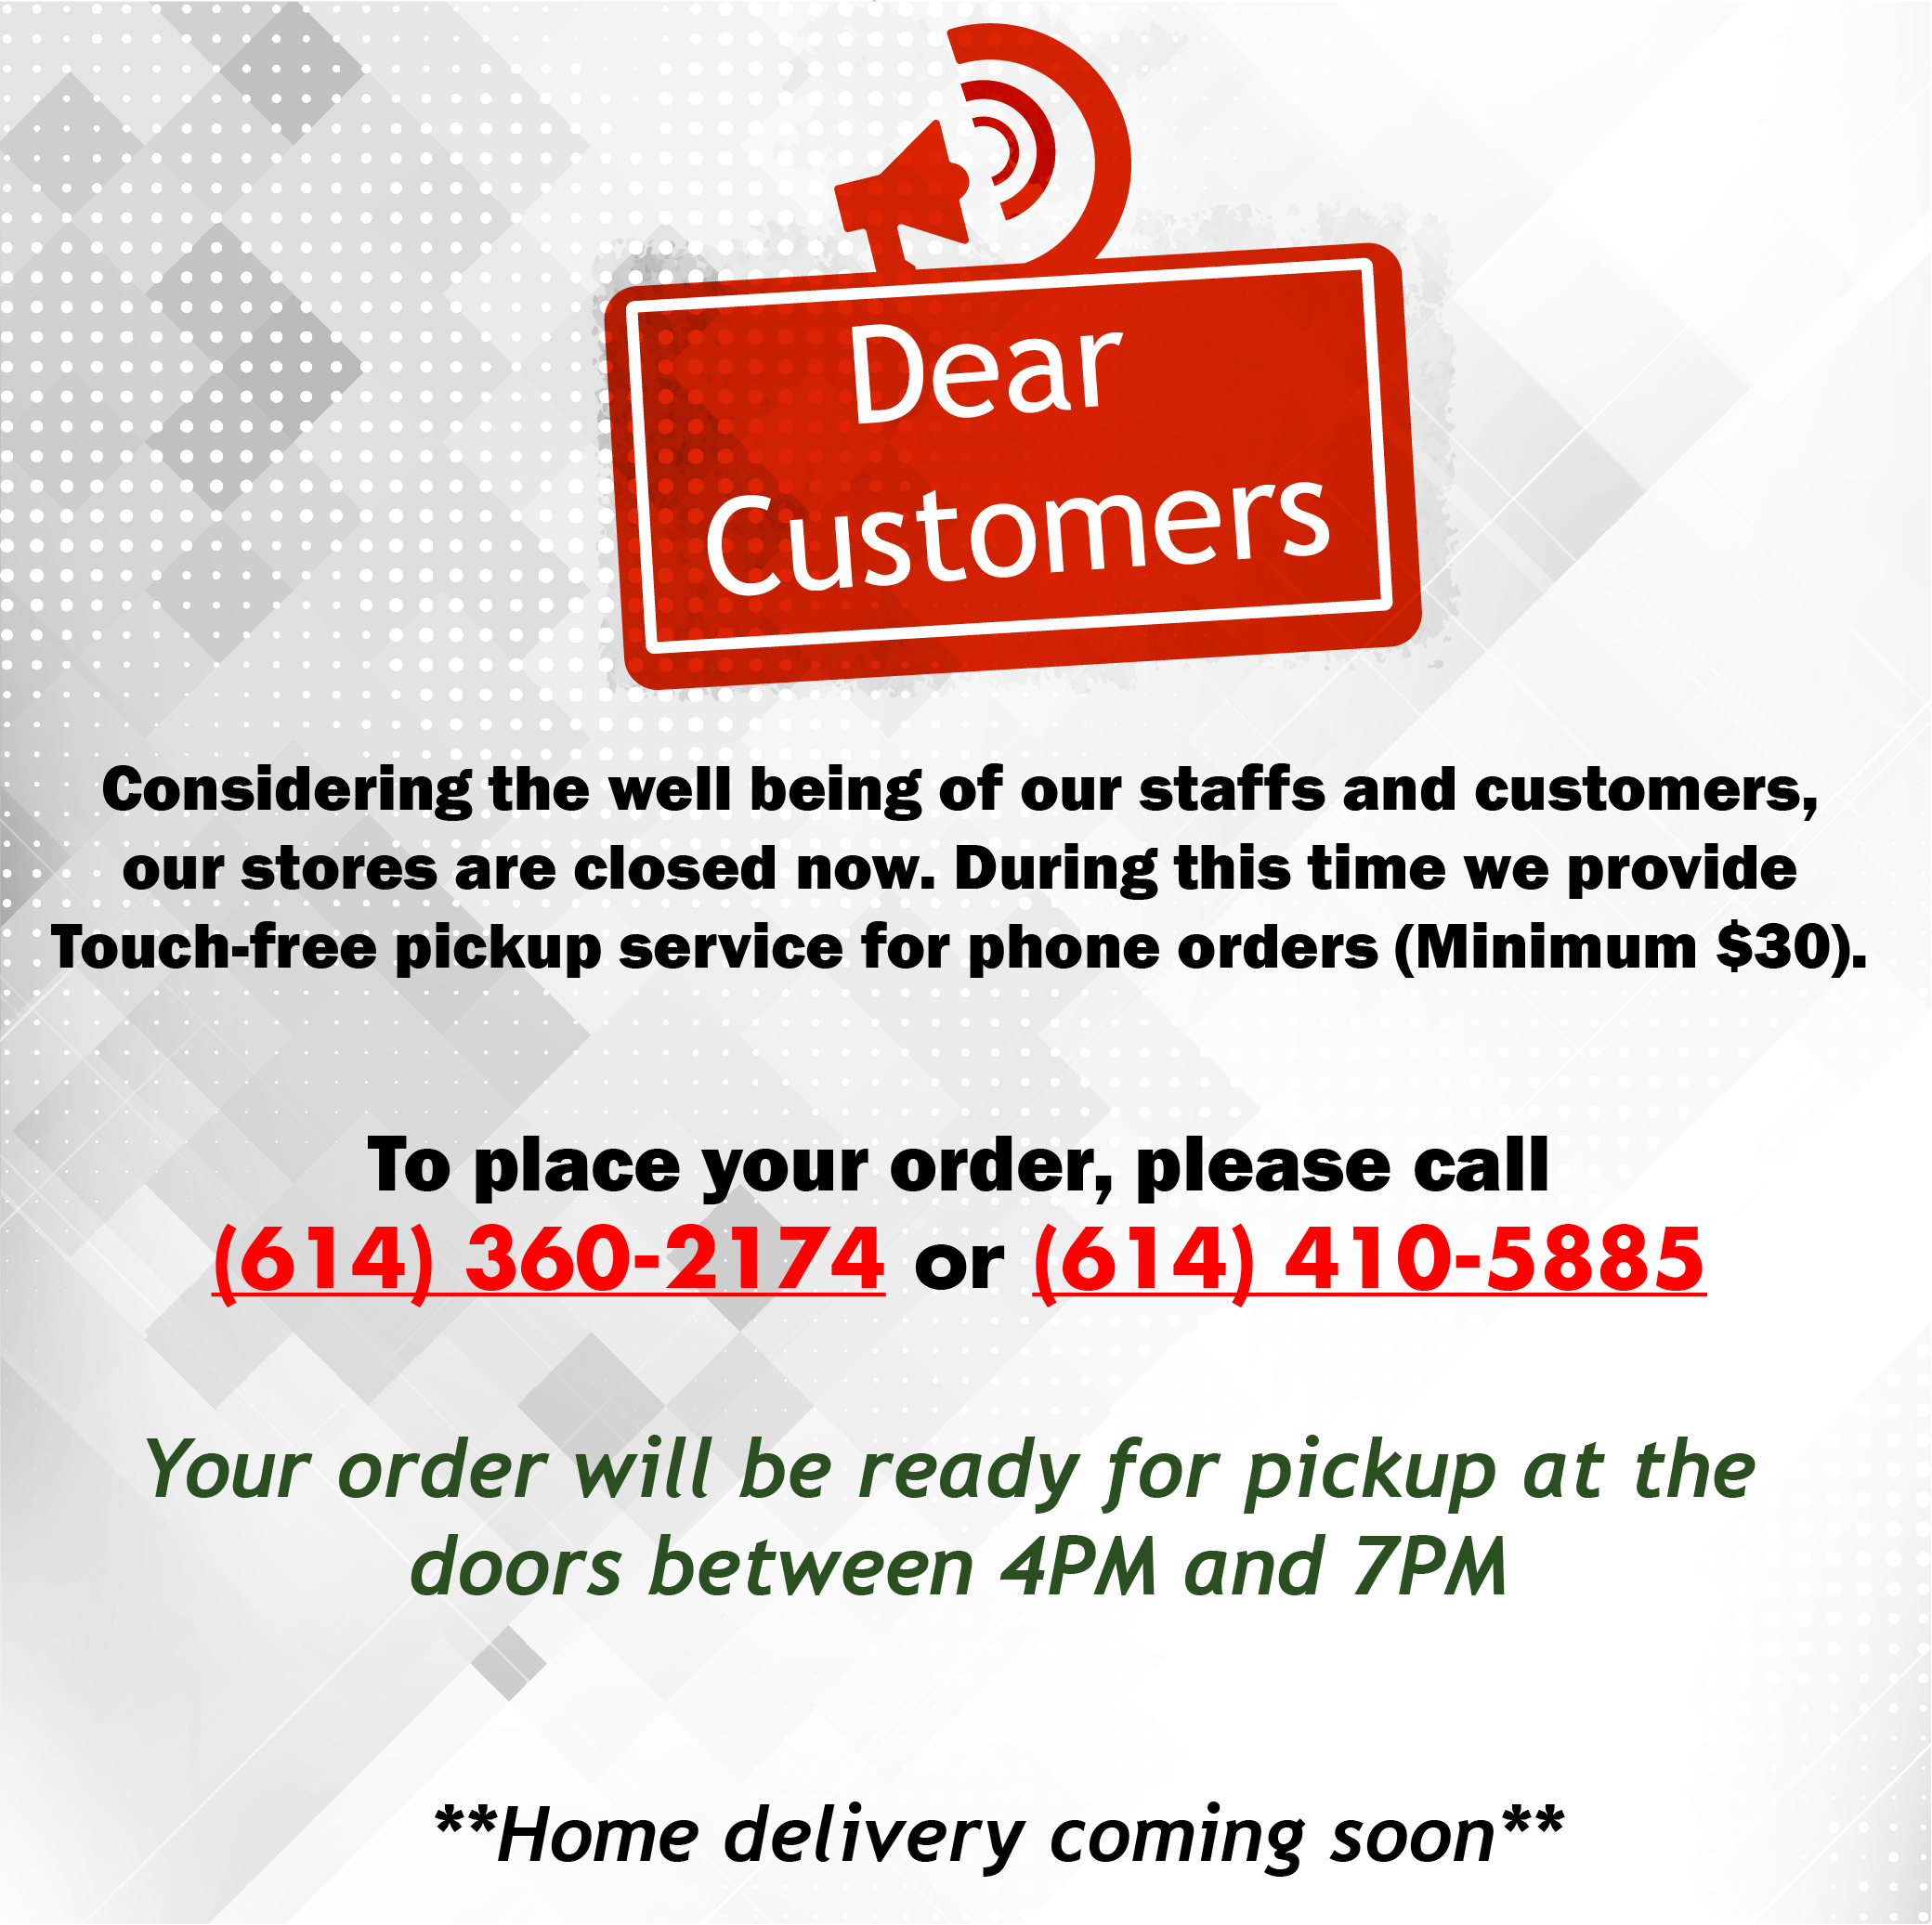 Dear
Customers
Considering the well being of our staffs and customers,
our stores are closed now. During this time we provide
Touch-free pickup service for phone orders (Minimum $30).
To place your order, please call
(614) 360-2174 or (614) 410-5885
Your order will be ready for pickup at the
doors between 4PM and 7PM
**Home delivery coming soon**